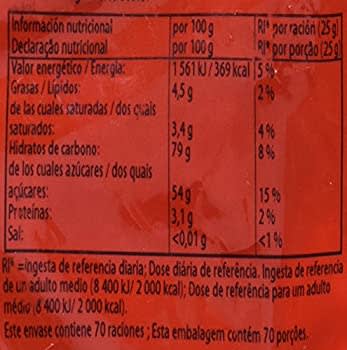 Información nutricional por 100 g RI* por ración (25 g)
Declaração nutricional por 100 g RI* por porção (25 g)
Valor energético / Energia: 1 561 kJ / 369 kcal 5 %
Grasas / Lípidos: 4,5 g 2 %
de las cuales saturadas / dos quais
saturados: 3,4 g 4 %
Hidratos de carbono: 79 g 8 %
de los cuales azúcares / dos quais
açúcares: 54 g 15 %
Proteínas: 3,1 g 2 %
Sal: <0,01 g <1 %
RI* =ingesta de referencia diaria; Dose diária de referência. Ingesta de referencia
de un adulto medio (8 400 kJ/ 2 000 kcal); Dose de referência para um adulto
médio (8 400 kJ/ 2 000 kcal).
Este envase contiene 70 raciones ; Esta embalagem contém 70 porções.